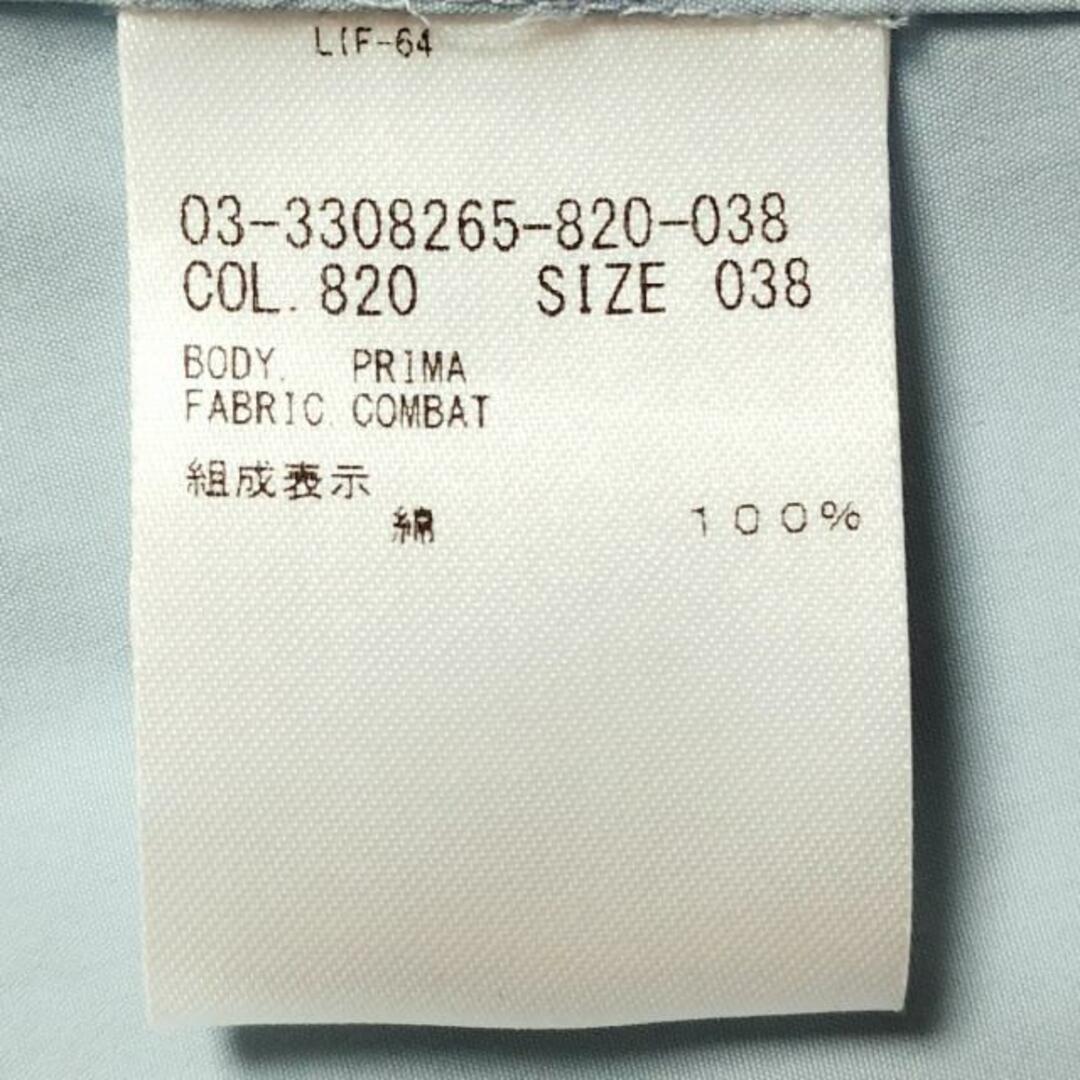 LIF-64
03-3308265-820-038
COL. 820 SIZE 038
BODY. PRIMA
FABRIC. COMBAT
組成表示
綿 100%